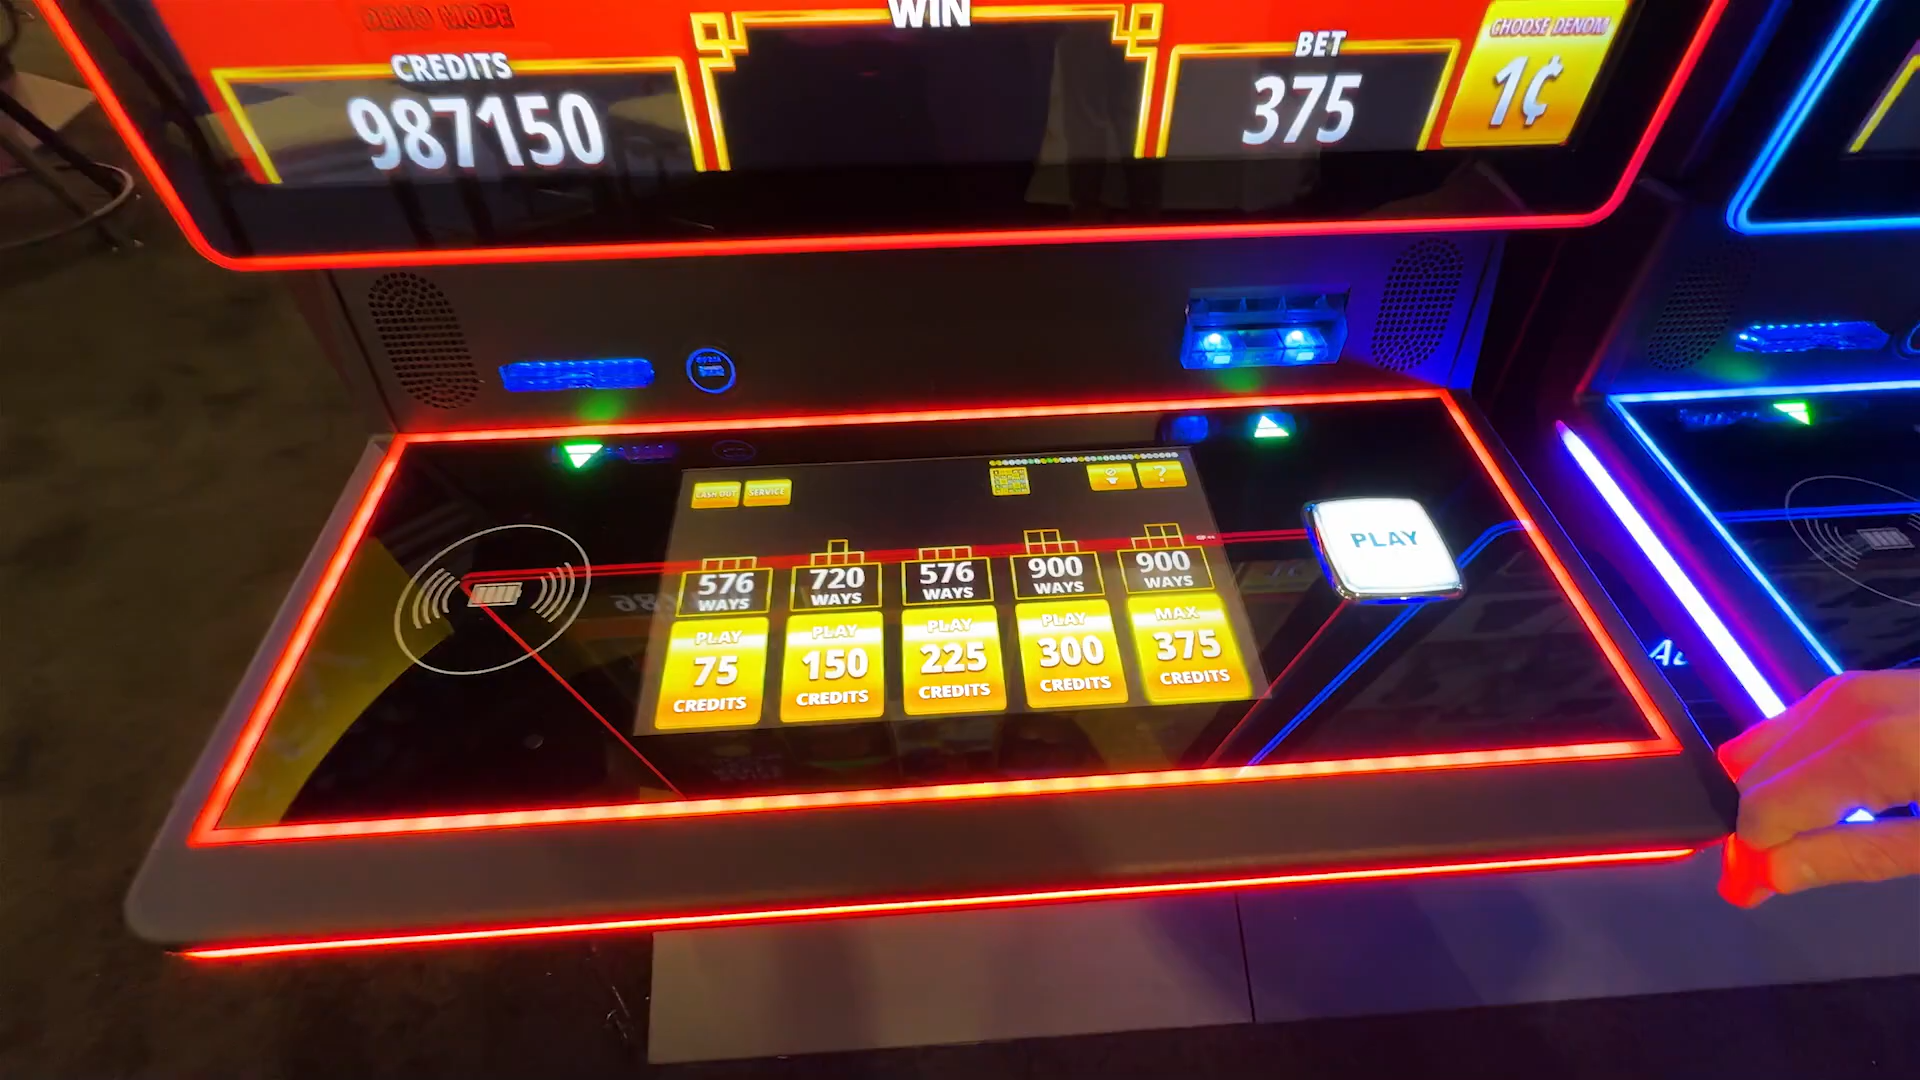 DEMO MODE
CREDITS
987150
WIN
BET
375
CHOOSE DENOM
1¢
CASH OUT
SERVICE
?
576
WAYS
720
WAYS
576
WAYS
900
WAYS
900
WAYS
PLAY
75
CREDITS
PLAY
150
CREDITS
PLAY
225
CREDITS
PLAY
300
CREDITS
MAX
375
CREDITS
PLAY